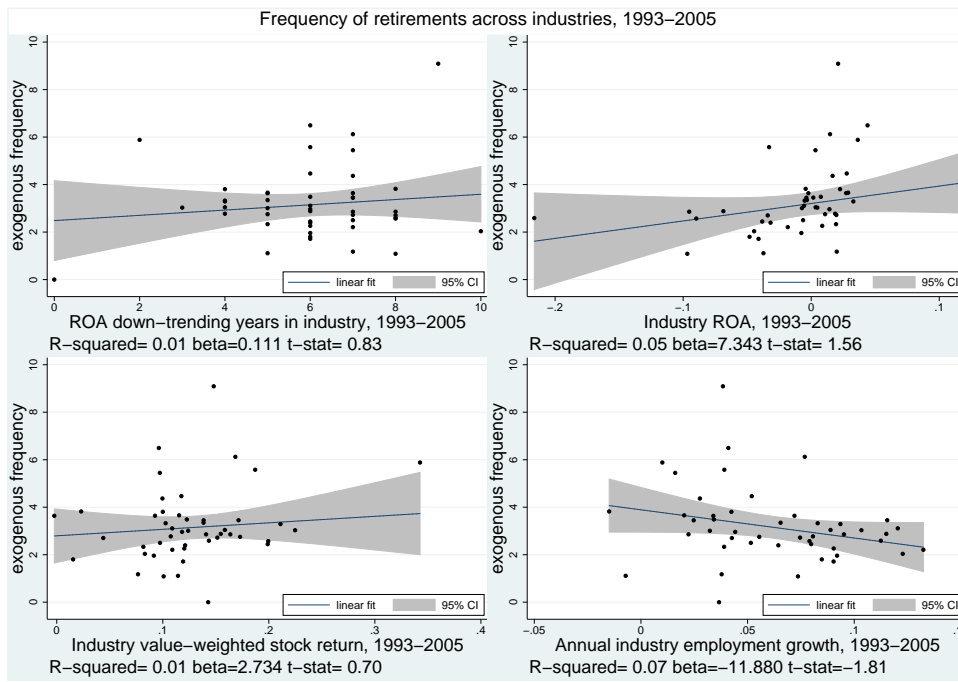 Frequency of retirements across industries, 1993−2005
exogenous frequency
10
8
6
4
2
0
0 2 4 6 8 10
linear fit 95% CI
ROA down−trending years in industry, 1993−2005
R−squared= 0.01 beta=0.111 t−stat= 0.83
exogenous frequency
10
8
6
4
2
0
−.2 −.1 0 .1
linear fit 95% CI
Industry ROA, 1993−2005
R−squared= 0.05 beta=7.343 t−stat= 1.56
exogenous frequency
10
8
6
4
2
0
0 .1 .2 .3 .4
linear fit 95% CI
Industry value−weighted stock return, 1993−2005
R−squared= 0.01 beta=2.734 t−stat= 0.70
exogenous frequency
10
8
6
4
2
0
−.05 0 .05 .1 .15
linear fit 95% CI
Annual industry employment growth, 1993−2005
R−squared= 0.07 beta=−11.880 t−stat=−1.81